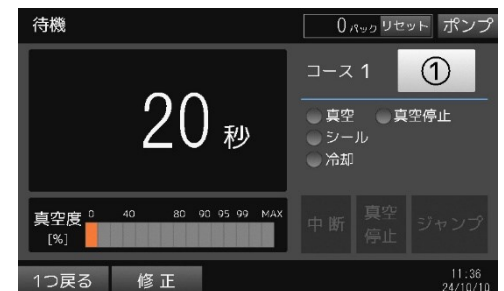 待機
0パック リセット ポンプ
コース 1 ①
20 秒
真空 真空停止
シール
冷却
真空度 0 40 80 90 95 99 MAX
[%]
中断 真空停止 ジャンプ
1つ戻る 修正
11:36
24/10/10